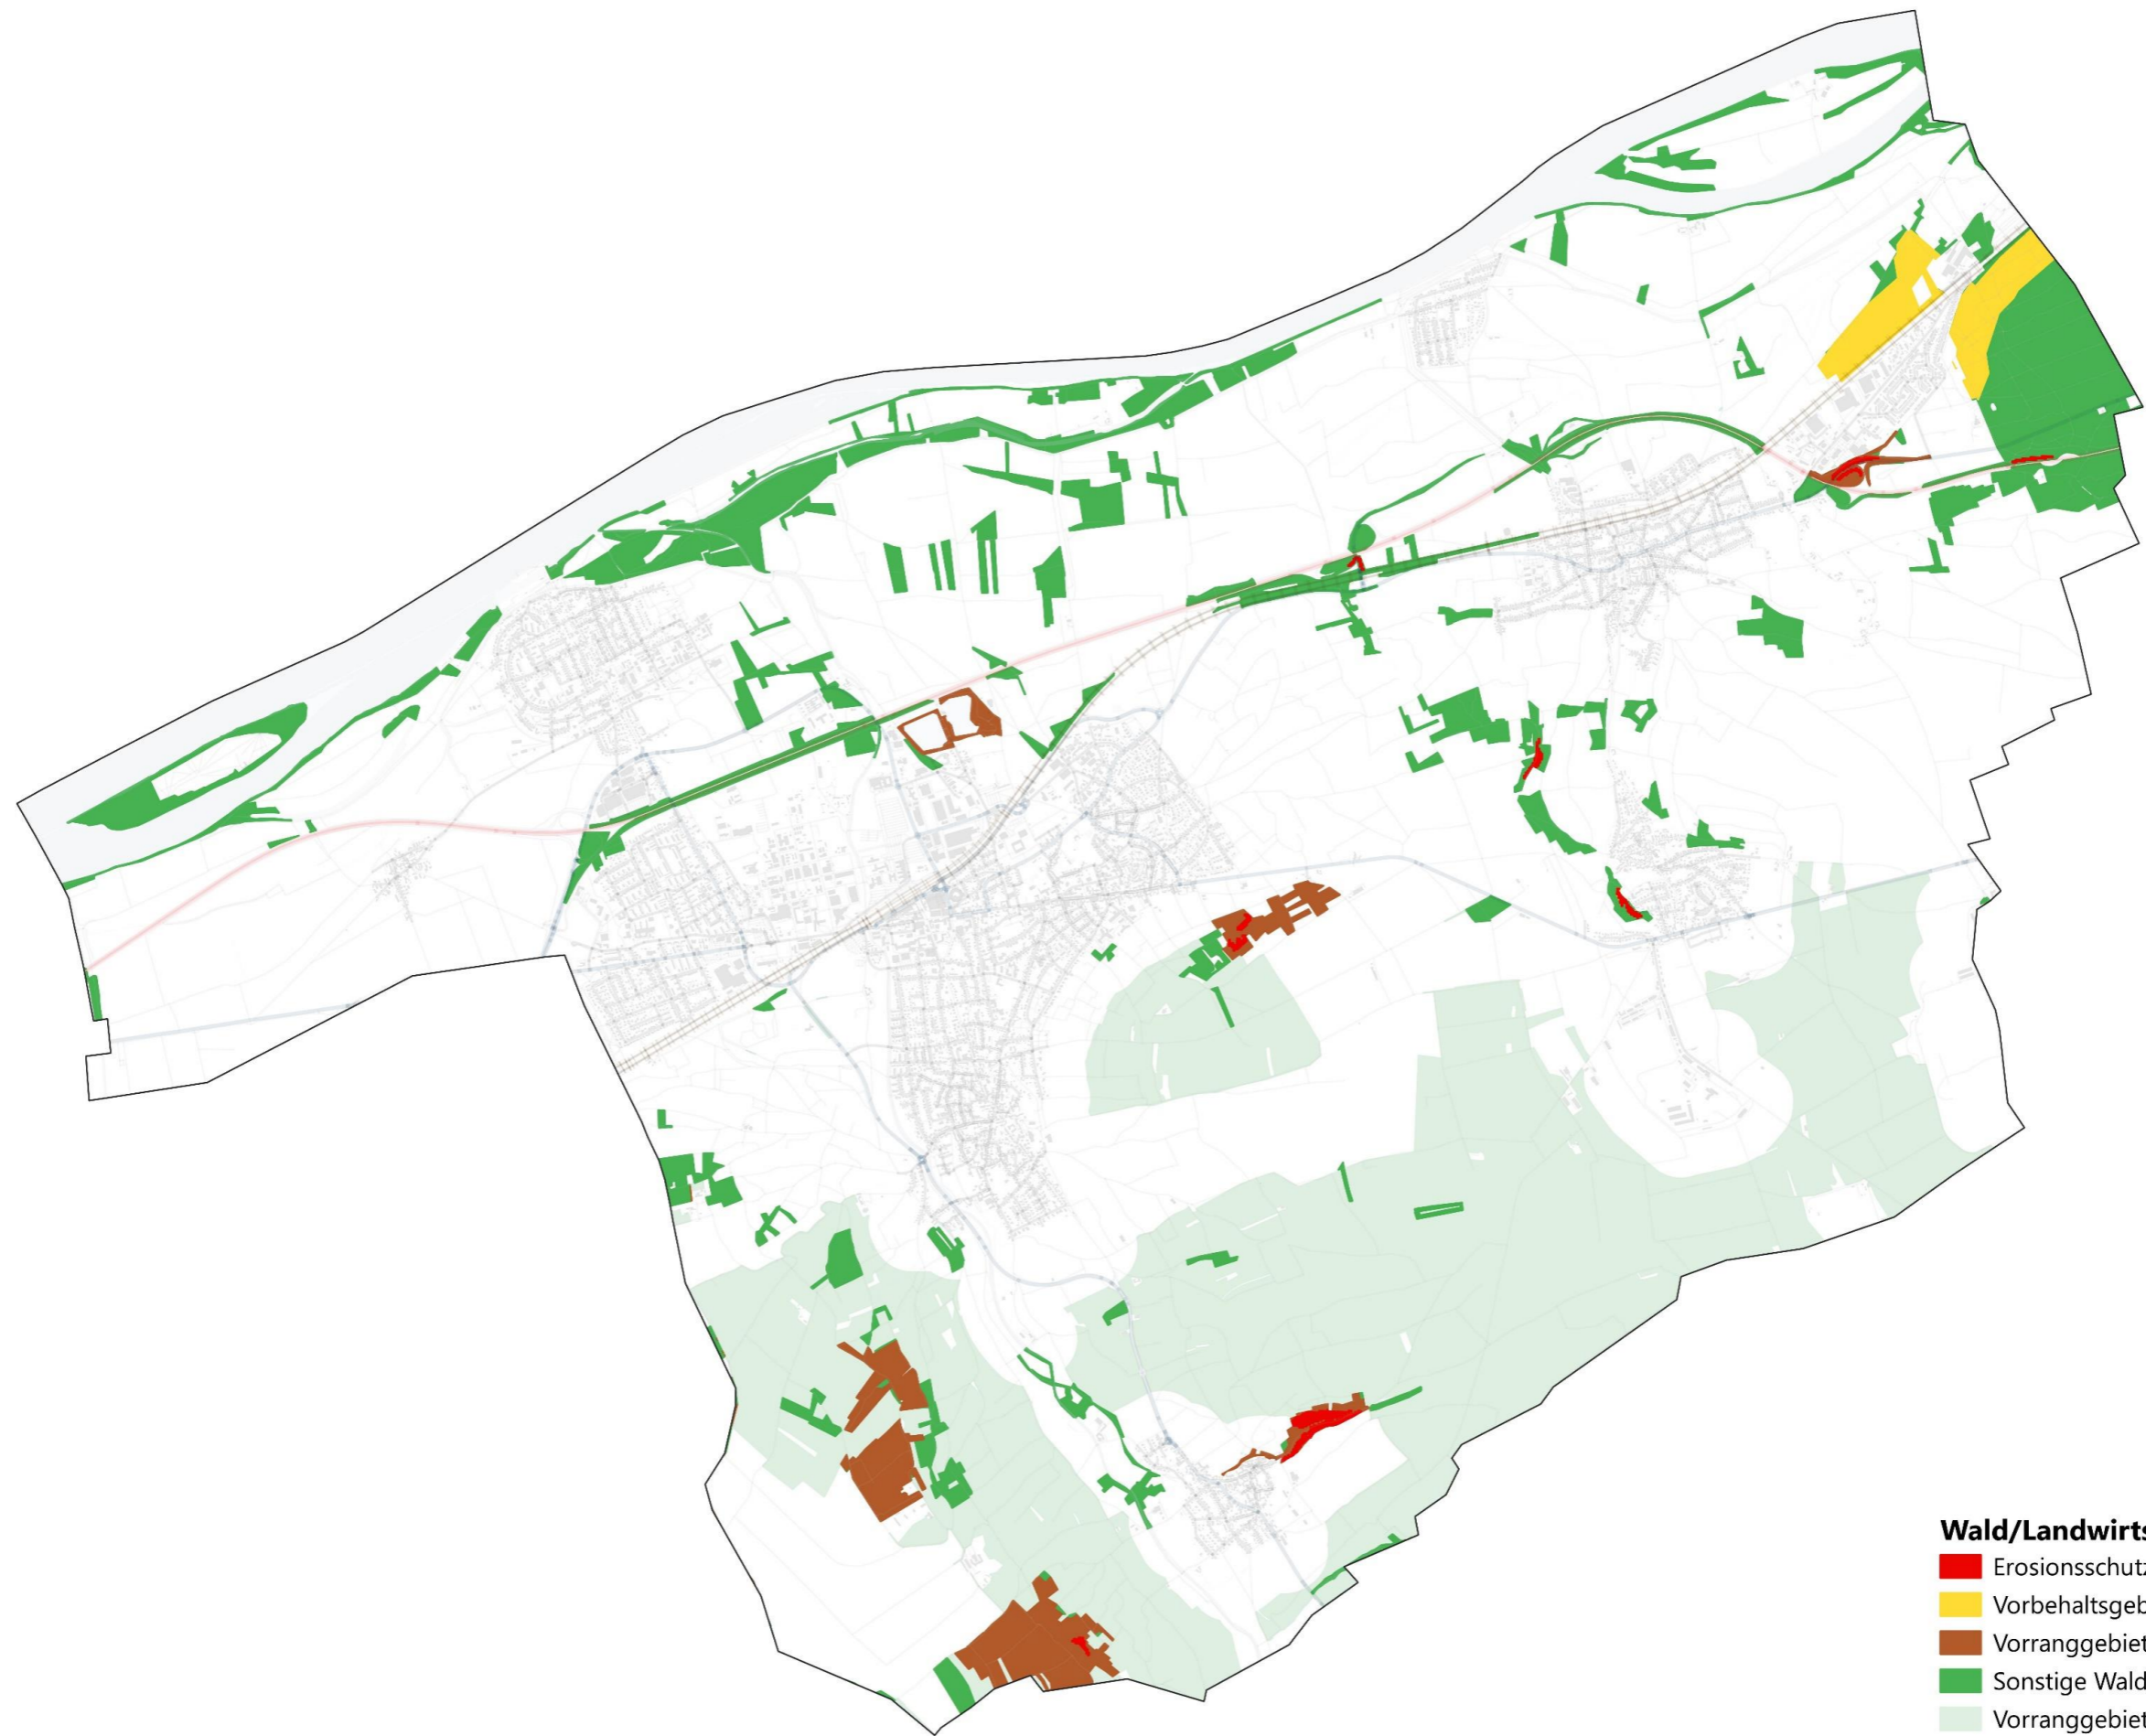 Wald/Landwirts
Erosionsschutz
Vorbehaltsgeb
Vorranggebiet
Sonstige Wald
Vorranggebiet